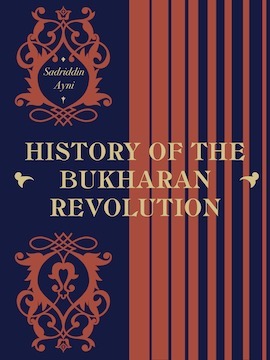 Sadriddin
Ayni
HISTORY OF THE
BUKHARAN
REVOLUTION